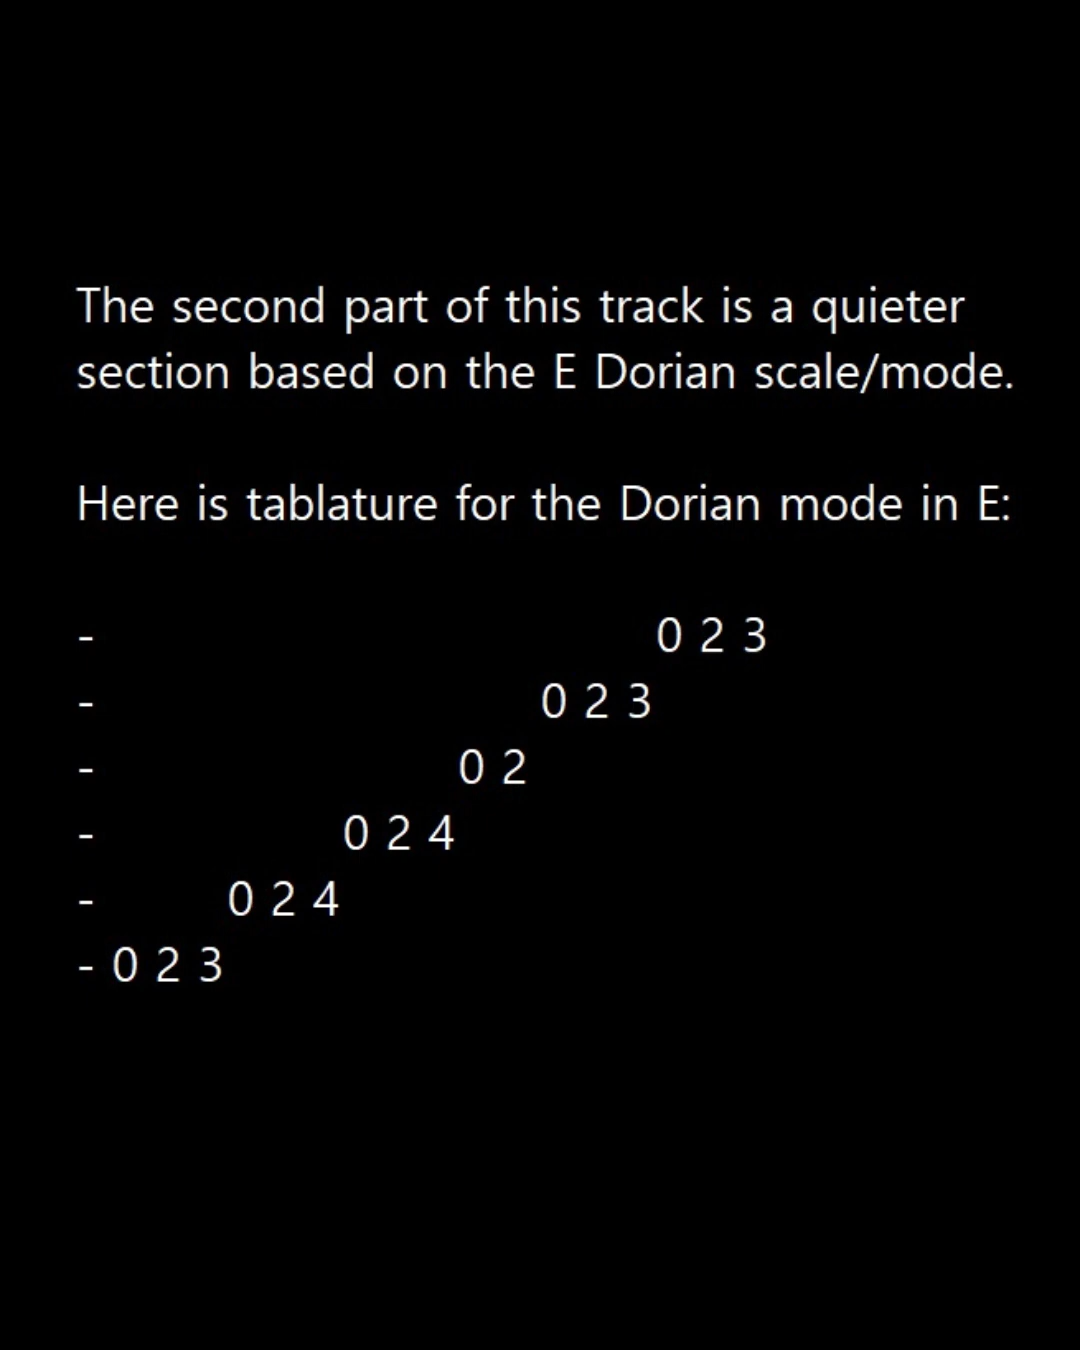 The second part of this track is a quieter
section based on the E Dorian scale/mode.
Here is tablature for the Dorian mode in E:
- 0 2 3
- 0 2 3
- 0 2
- 0 2 4
- 0 2 4
- 0 2 3